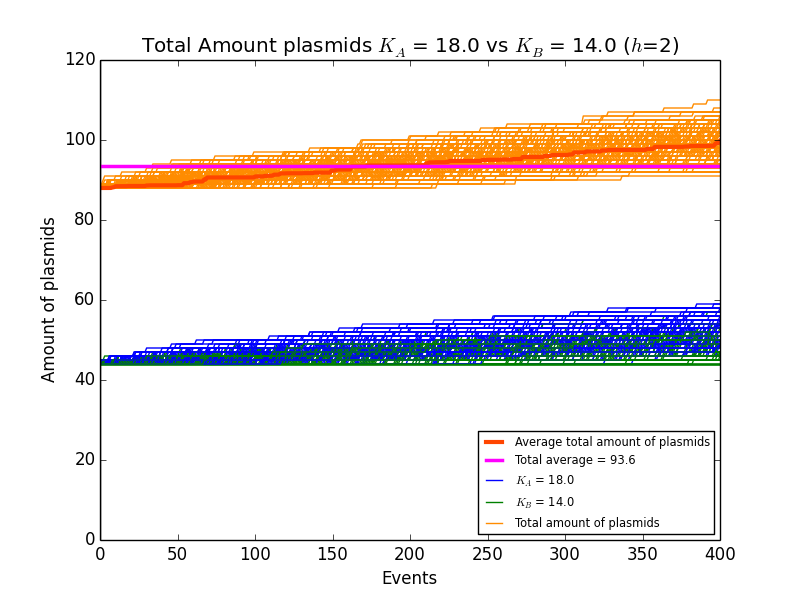 Total Amount plasmids K_A = 18.0 vs K_B = 14.0 (h=2)
120
100
80
60
40
20
0
Amount of plasmids
Average total amount of plasmids
Total average = 93.6
K_A = 18.0
K_B = 14.0
Total amount of plasmids
0 50 100 150 200 250 300 350 400
Events